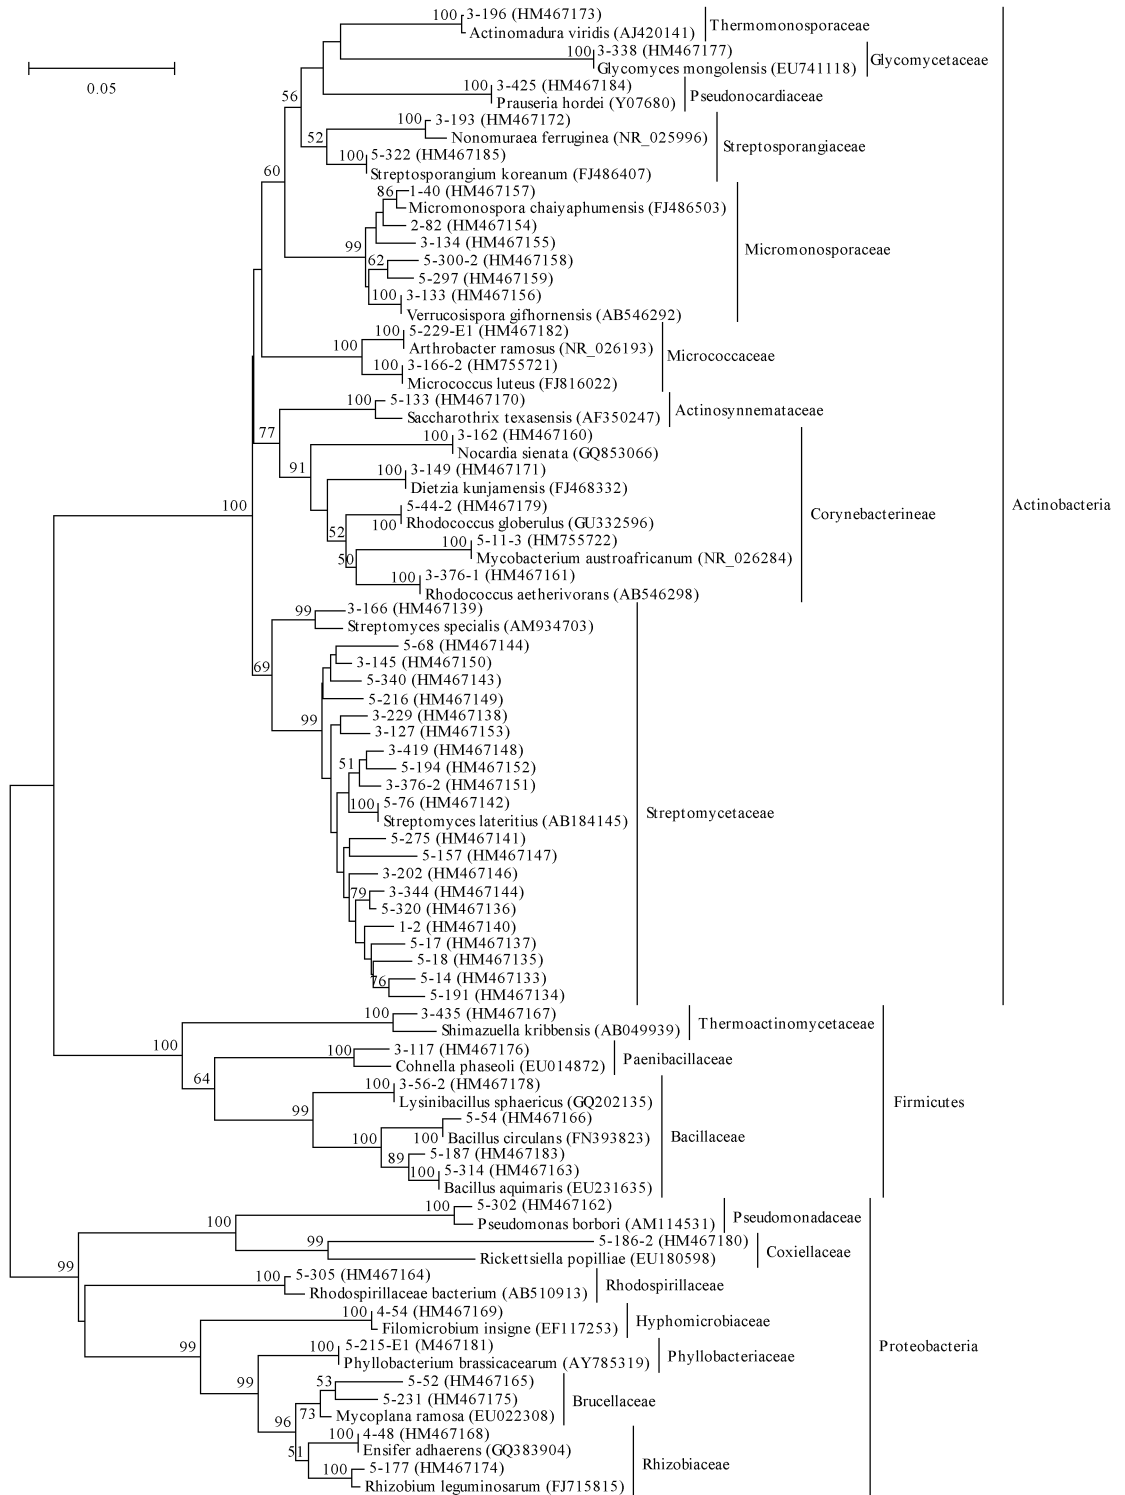 100 3-196 (HM467173)
Actinomadura viridis (AJ420141)
Thermomonosporaceae
100 3-338 (HM467177)
Glycomyces mongolensis (EU741118)
Glycomycetaceae
0.05
100 3-425 (HM467184)
Prauseria hordei (Y07680)
Pseudonocardiaceae
56
100 3-193 (HM467172)
52 Nonomuraea ferruginea (NR_025996)
Streptosporangiaceae
100 5-322 (HM467185)
Streptosporangium koreanum (FJ486407)
60
86 1-40 (HM467157)
Micromonospora chaiyaphumensis (FJ486503)
2-82 (HM467154)
99 3-134 (HM467155)
Micromonosporaceae
62 5-300-2 (HM467158)
5-297 (HM467159)
100 3-133 (HM467156)
Verrucosispora gifhornensis (AB546292)
100 5-229-E1 (HM467182)
100 Arthrobacter ramosus (NR_026193)
Micrococcaceae
100 3-166-2 (HM755721)
Micrococcus luteus (FJ816022)
100 5-133 (HM467170)
Saccharothrix texasensis (AF350247)
Actinosynnemataceae
77
100 3-162 (HM467160)
Nocardia sienata (GQ853066)
91
100 3-149 (HM467171)
Dietzia kunjamensis (FJ468332)
100
5-44-2 (HM467179)
100 Rhodococcus globerulus (GU332596)
Corynebacterineae
Actinobacteria
52
100 5-11-3 (HM755722)
50 Mycobacterium austroafricanum (NR_026284)
100 3-376-1 (HM467161)
Rhodococcus aetherivorans (AB546298)
99 3-166 (HM467139)
Streptomyces specialis (AM934703)
5-68 (HM467144)
69 3-145 (HM467150)
5-340 (HM467143)
5-216 (HM467149)
99 3-229 (HM467138)
3-127 (HM467153)
3-419 (HM467148)
51 5-194 (HM467152)
3-376-2 (HM467151)
100 5-76 (HM467142)
Streptomyces lateritius (AB184145)
Streptomycetaceae
5-275 (HM467141)
5-157 (HM467147)
3-202 (HM467146)
79 3-344 (HM467144)
5-320 (HM467136)
1-2 (HM467140)
5-17 (HM467137)
5-18 (HM467135)
76 5-14 (HM467133)
5-191 (HM467134)
100 3-435 (HM467167)
Shimazuella kribbensis (AB049939)
Thermoactinomycetaceae
100
100 3-117 (HM467176)
Cohnella phaseoli (EU014872)
Paenibacillaceae
64
100 3-56-2 (HM467178)
Lysinibacillus sphaericus (GQ202135)
Firmicutes
99
5-54 (HM467166)
100 100 Bacillus circulans (FN393823)
Bacillaceae
89 5-187 (HM467183)
100 5-314 (HM467163)
Bacillus aquimaris (EU231635)
100 5-302 (HM467162)
100 Pseudomonas borbori (AM114531)
Pseudomonadaceae
99 5-186-2 (HM467180)
Rickettsiella popilliae (EU180598)
Coxiellaceae
99
100 5-305 (HM467164)
Rhodospirillaceae bacterium (AB510913)
Rhodospirillaceae
100 4-54 (HM467169)
Filomicrobium insigne (EF117253)
Hyphomicrobiaceae
99
100 5-215-E1 (M467181)
Phyllobacterium brassicacearum (AY785319)
Phyllobacteriaceae
Proteobacteria
99
53 5-52 (HM467165)
5-231 (HM467175)
73 Mycoplana ramosa (EU022308)
Brucellaceae
96
100 4-48 (HM467168)
51 Ensifer adhaerens (GQ383904)
100 5-177 (HM467174)
Rhizobium leguminosarum (FJ715815)
Rhizobiaceae